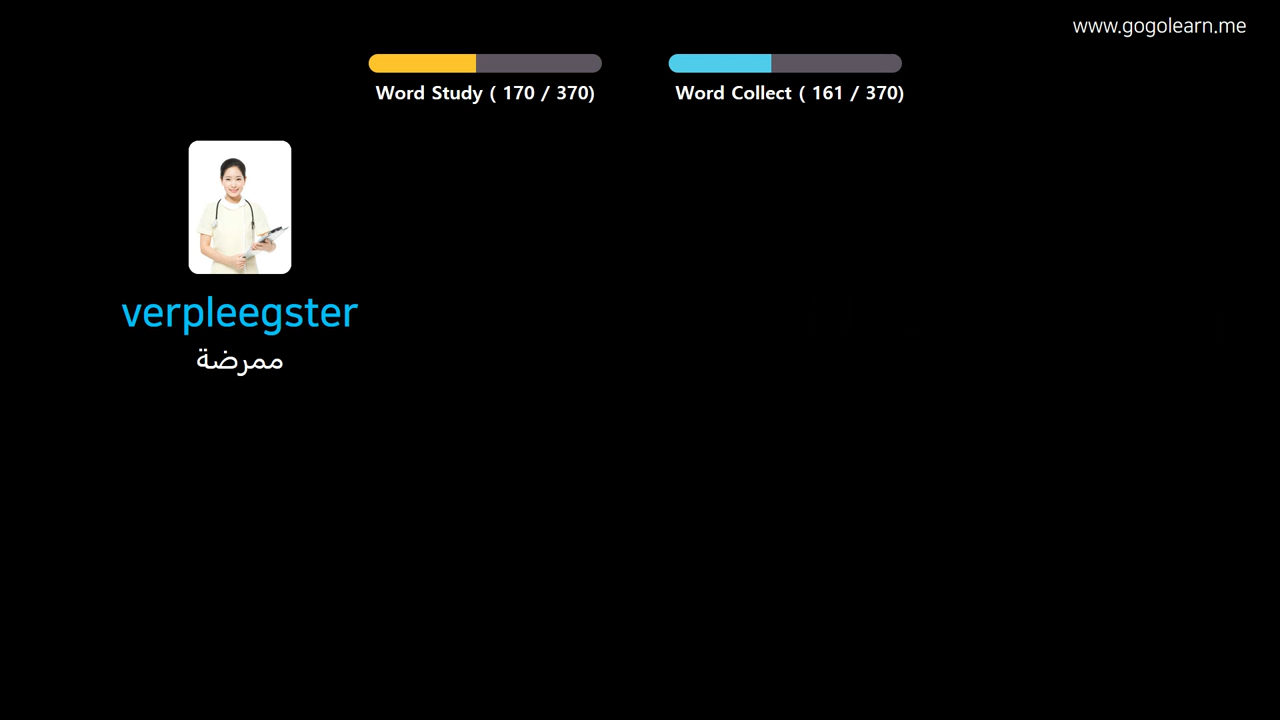 www.gogolearn.me
Word Study ( 170 / 370)
Word Collect ( 161 / 370)
verpleegster
ممرضة